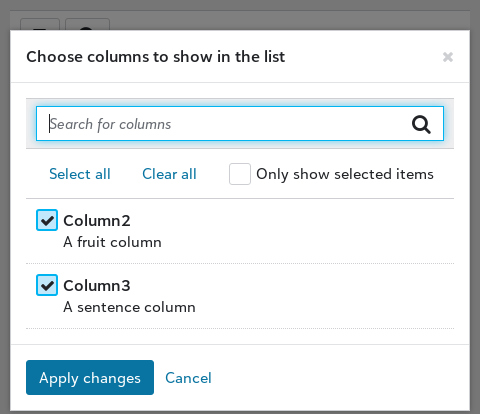 Choose columns to show in the list ×
Search for columns
Select all Clear all Only show selected items
Column2
A fruit column
Column3
A sentence column
Apply changes Cancel